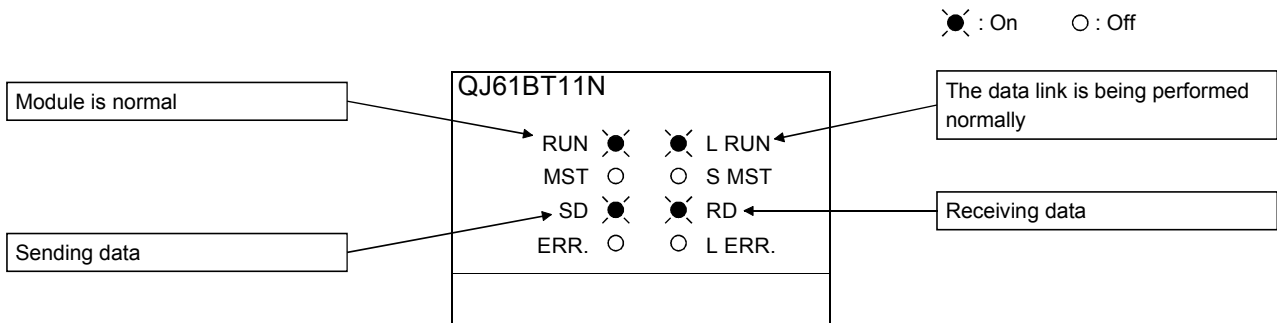 : On : Off
QJ61BT11N
Module is normal
The data link is being performed
normally
RUN L RUN
MST S MST
SD RD
Receiving data
Sending data
ERR. L ERR.